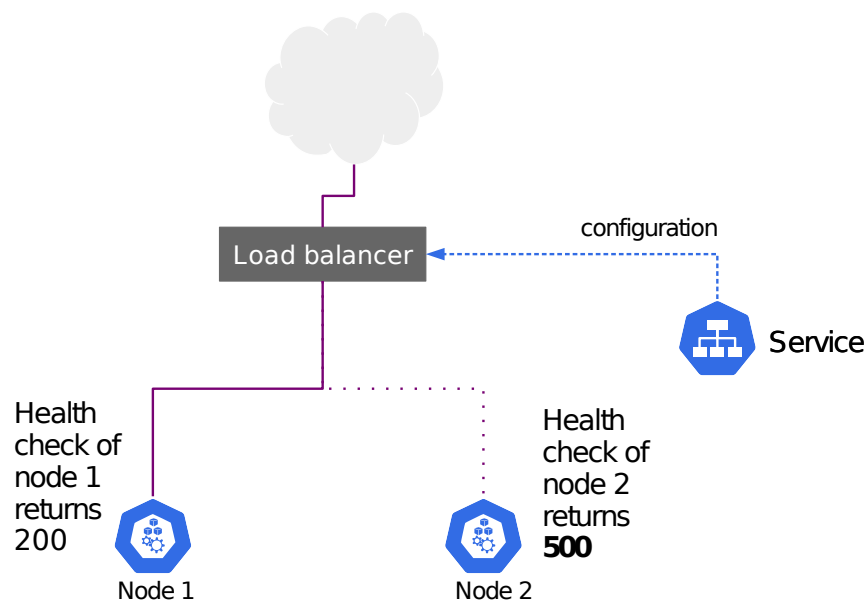 configuration
Load balancer
Service
Health
check of
node 1
returns
200
Health
check of
node 2
returns
500
Node 1
Node 2